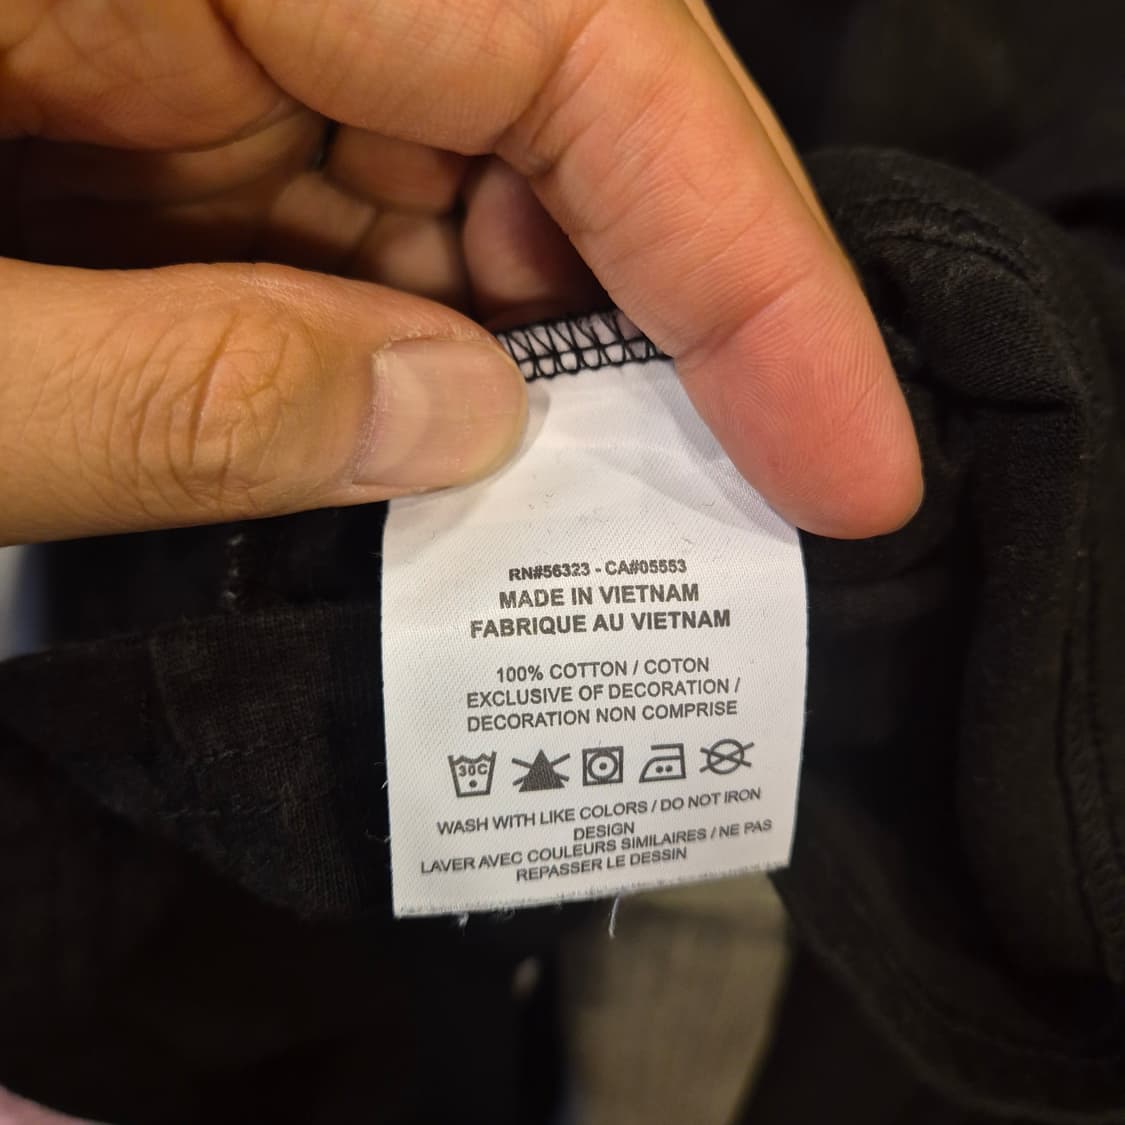 RN#56323 - CA#05553
MADE IN VIETNAM
FABRIQUE AU VIETNAM
100% COTTON / COTON
EXCLUSIVE OF DECORATION /
DECORATION NON COMPRISE
30C
WASH WITH LIKE COLORS / DO NOT IRON
DESIGN
LAVER AVEC COULEURS SIMILAIRES / NE PAS
REPASSER LE DESSIN